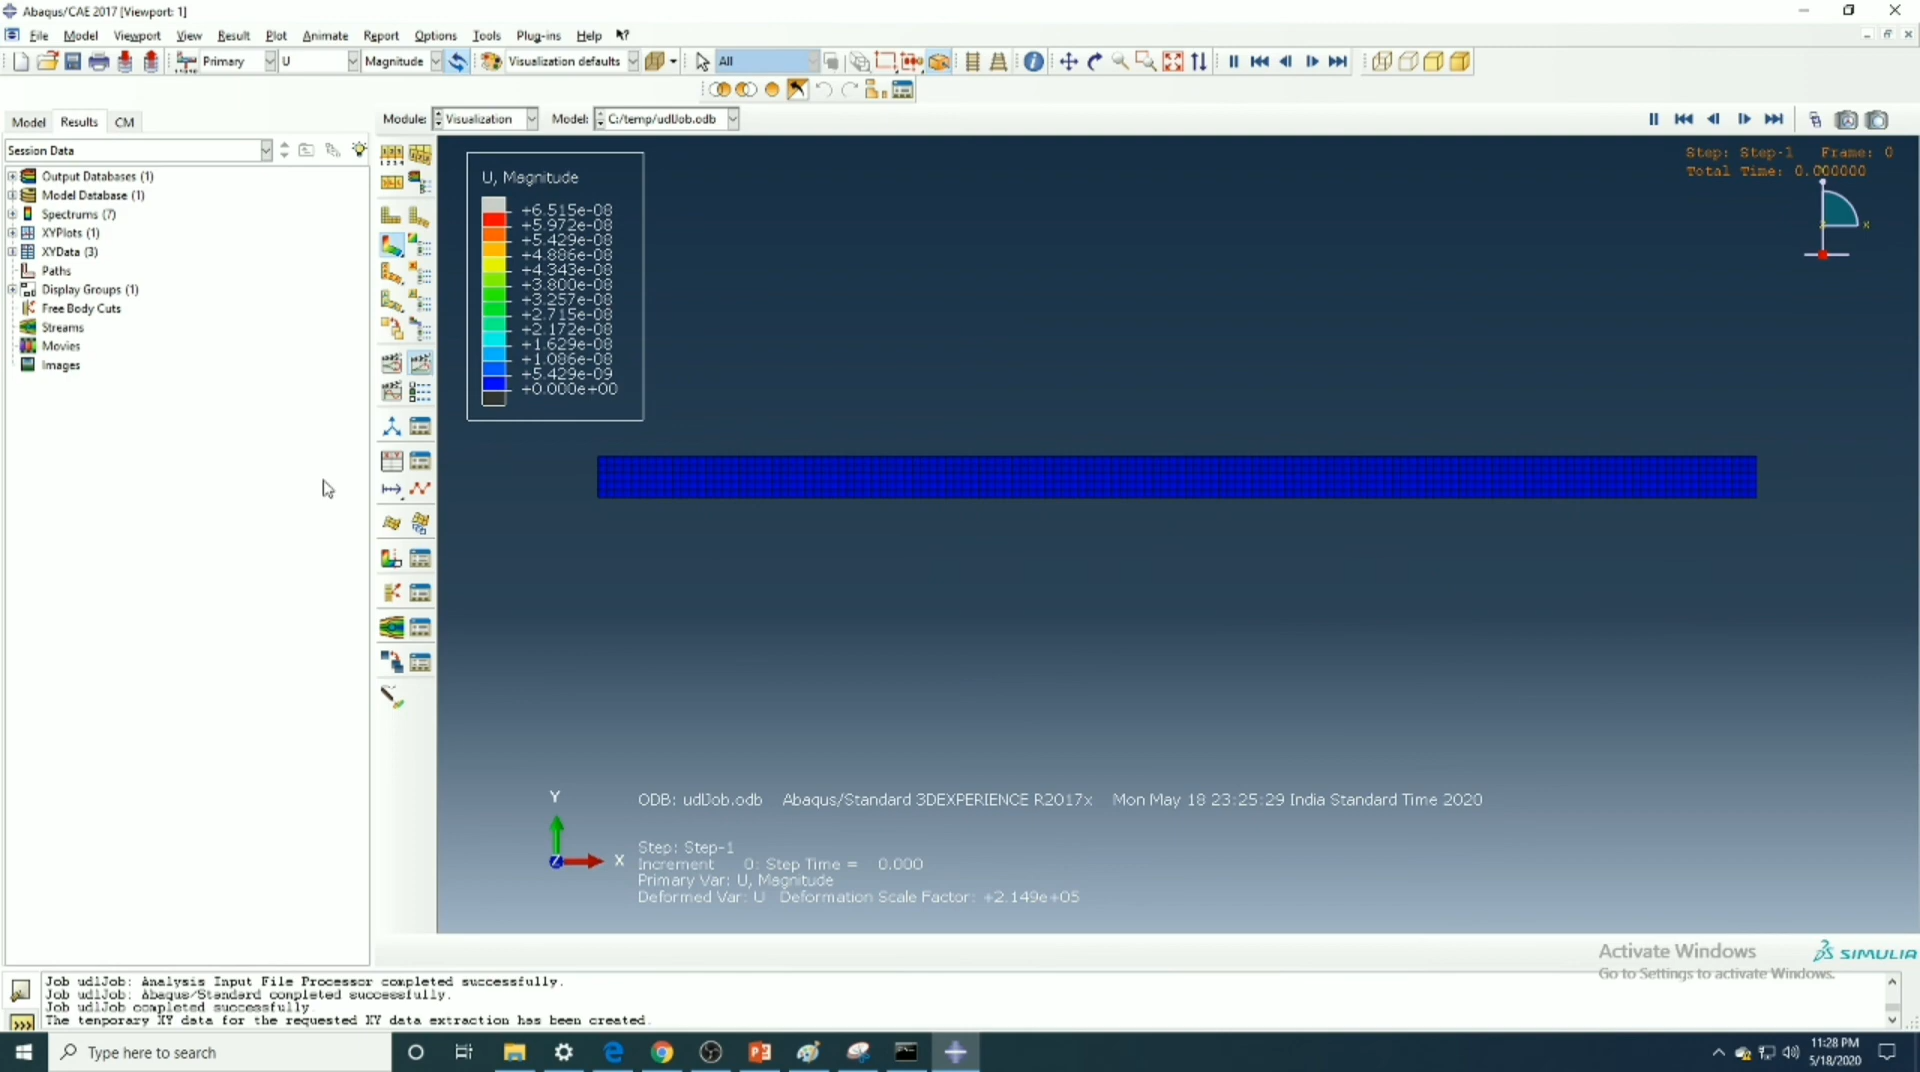 Abaqus/CAE 2017 [Viewport: 1]
File Model Viewport View Result Plot Animate Report Options Tools Plug-ins Help
Primary U Magnitude Visualization defaults All
Model Results CM Module: Visualization Model: C:/temp/udlJob.odb
Session Data
Output Databases (1)
Model Database (1)
Spectrums (7)
XYPlots (1)
XYData (3)
Paths
Display Groups (1)
Free Body Cuts
Streams
Movies
Images
Step: Step-1 Frame: 0
Total Time: 0.000000
X
U, Magnitude
+6.515e-08
+5.972e-08
+5.429e-08
+4.886e-08
+4.343e-08
+3.800e-08
+3.257e-08
+2.715e-08
+2.172e-08
+1.629e-08
+1.086e-08
+5.429e-09
+0.000e+00
Y
Z
X
ODB: udlJob.odb Abaqus/Standard 3DEXPERIENCE R2017x Mon May 18 23:25:29 India Standard Time 2020
Step: Step-1
Increment 0: Step Time = 0.000
Primary Var: U, Magnitude
Deformed Var: U Deformation Scale Factor: +2.149e+05
Activate Windows
Go to Settings to activate Windows.
SIMULIA
Job udlJob: Analysis Input File Processor completed successfully.
Job udlJob: Abaqus/Standard completed successfully.
Job udlJob completed successfully.
The temporary XY data for the requested XY data extraction has been created.
Type here to search
11:28 PM
5/18/2020